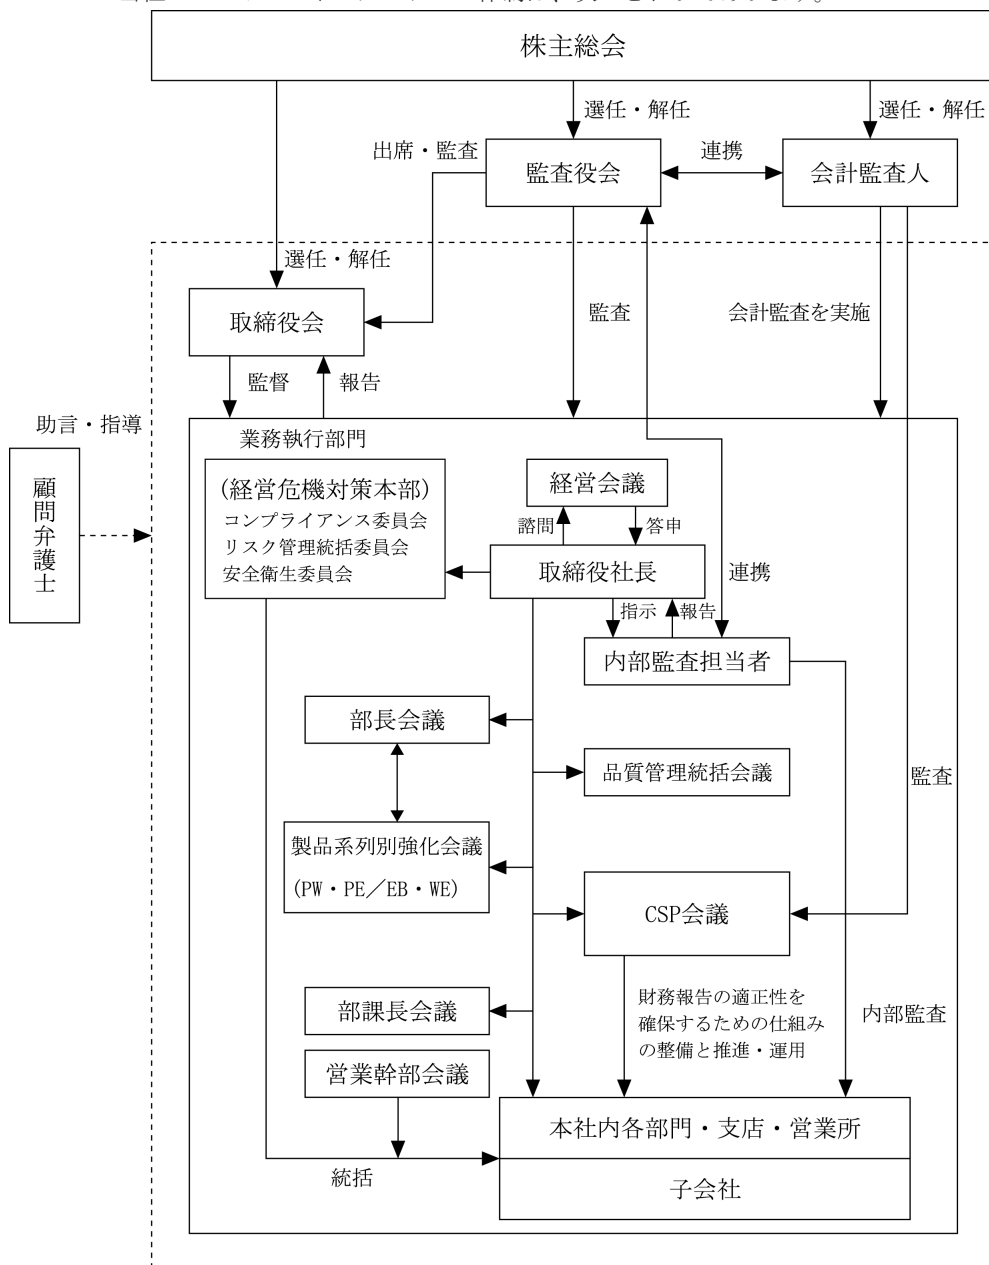 株主総会
選任・解任
選任・解任
出席・監査
監査役会
連携
会計監査人
選任・解任
取締役会
監査
会計監査を実施
監督
報告
助言・指導
顧問弁護士
業務執行部門
(経営危機対策本部)
コンプライアンス委員会
リスク管理統括委員会
安全衛生委員会
経営会議
諮問
答申
取締役社長
連携
指示
報告
内部監査担当者
部長会議
品質管理統括会議
監査
製品系列別強化会議
(PW・PE／EB・WE)
CSP会議
財務報告の適正性を
確保するための仕組み
の整備と推進・運用
内部監査
部課長会議
営業幹部会議
本社内各部門・支店・営業所
統括
子会社